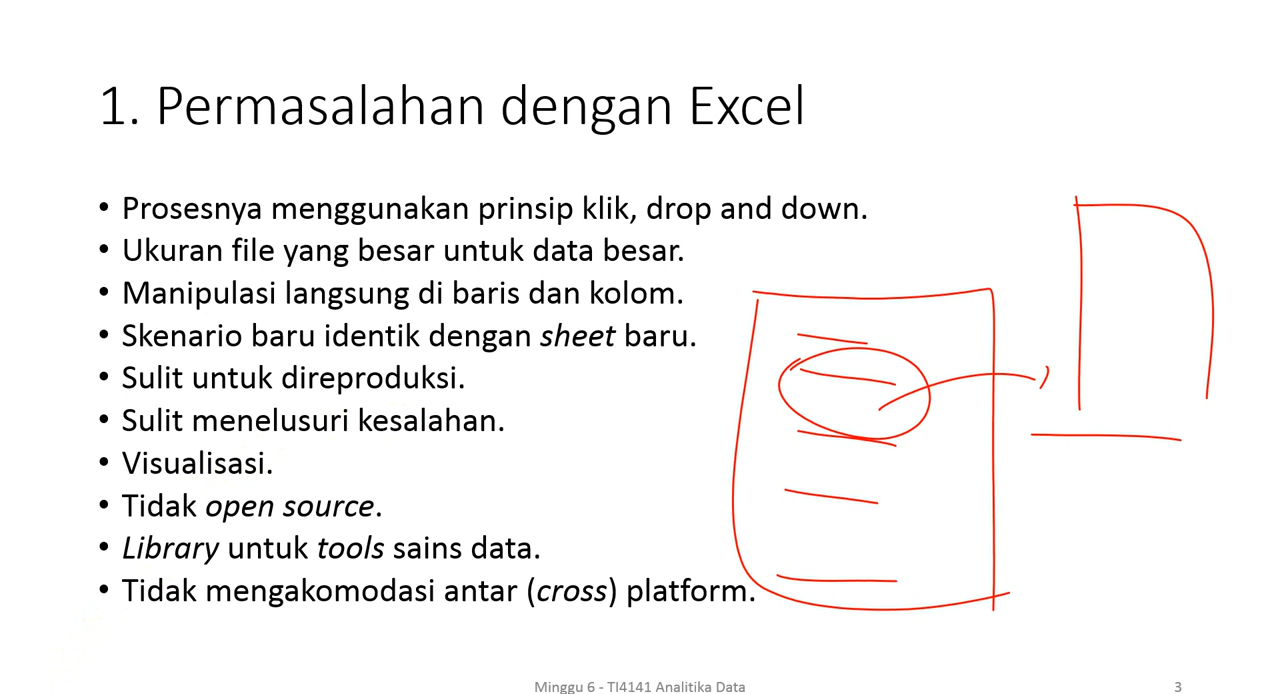 1. Permasalahan dengan Excel
• Prosesnya menggunakan prinsip klik, drop and down.
• Ukuran file yang besar untuk data besar.
• Manipulasi langsung di baris dan kolom.
• Skenario baru identik dengan sheet baru.
• Sulit untuk direproduksi.
• Sulit menelusuri kesalahan.
• Visualisasi.
• Tidak open source.
• Library untuk tools sains data.
• Tidak mengakomodasi antar (cross) platform.
Minggu 6 - TI4141 Analitika Data
3